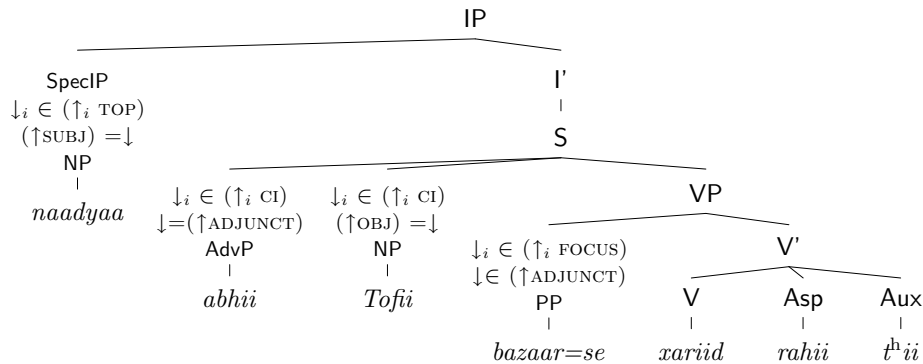 IP
SpecIP
↓ᵢ ∈ (↑ᵢ TOP)
(↑SUBJ) =↓
NP
naadyaa
I'
S
↓ᵢ ∈ (↑ᵢ CI)
↓=(↑ADJUNCT)
AdvP
abhii
↓ᵢ ∈ (↑ᵢ CI)
(↑OBJ) =↓
NP
Tofii
VP
↓ᵢ ∈ (↑ᵢ FOCUS)
↓∈ (↑ADJUNCT)
PP
bazaar=se
V'
V Asp Aux
xariid rahii tʰii